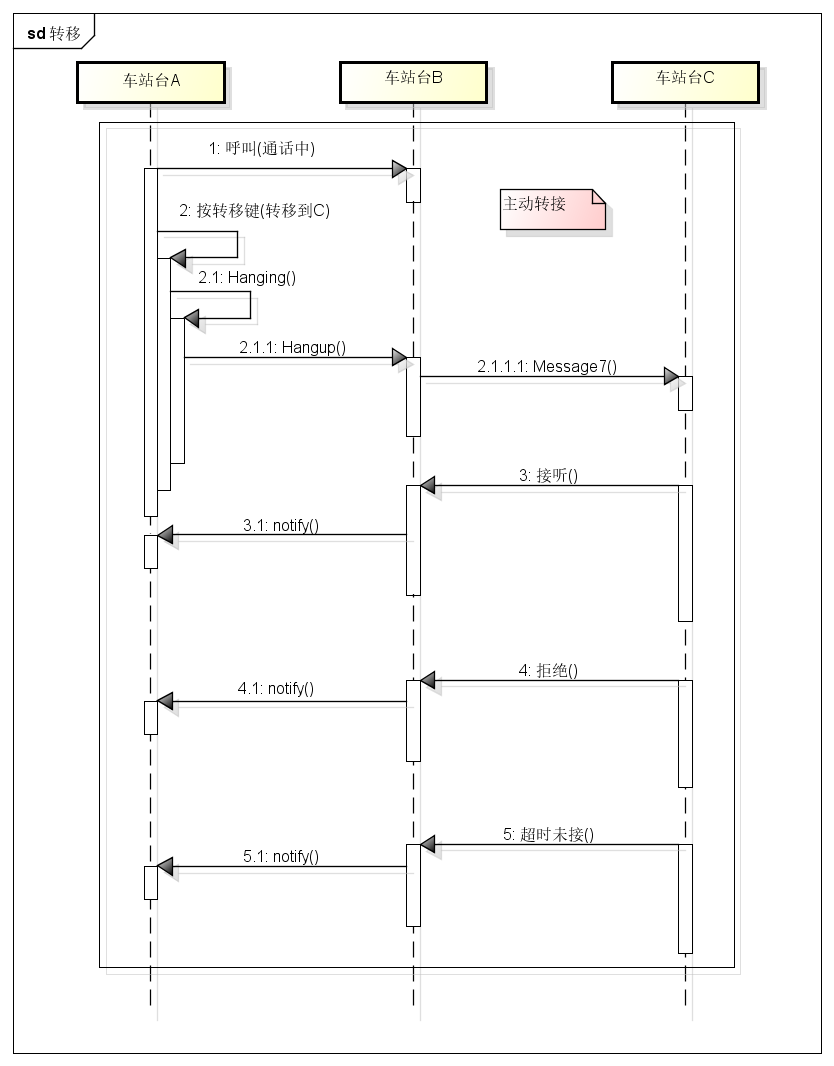 sd 转移
车站台A
车站台B
车站台C
1: 呼叫(通话中)
主动转接
2: 按转移键(转移到C)
2.1: Hanging()
2.1.1: Hangup()
2.1.1.1: Message7()
3: 接听()
3.1: notify()
4: 拒绝()
4.1: notify()
5: 超时未接()
5.1: notify()